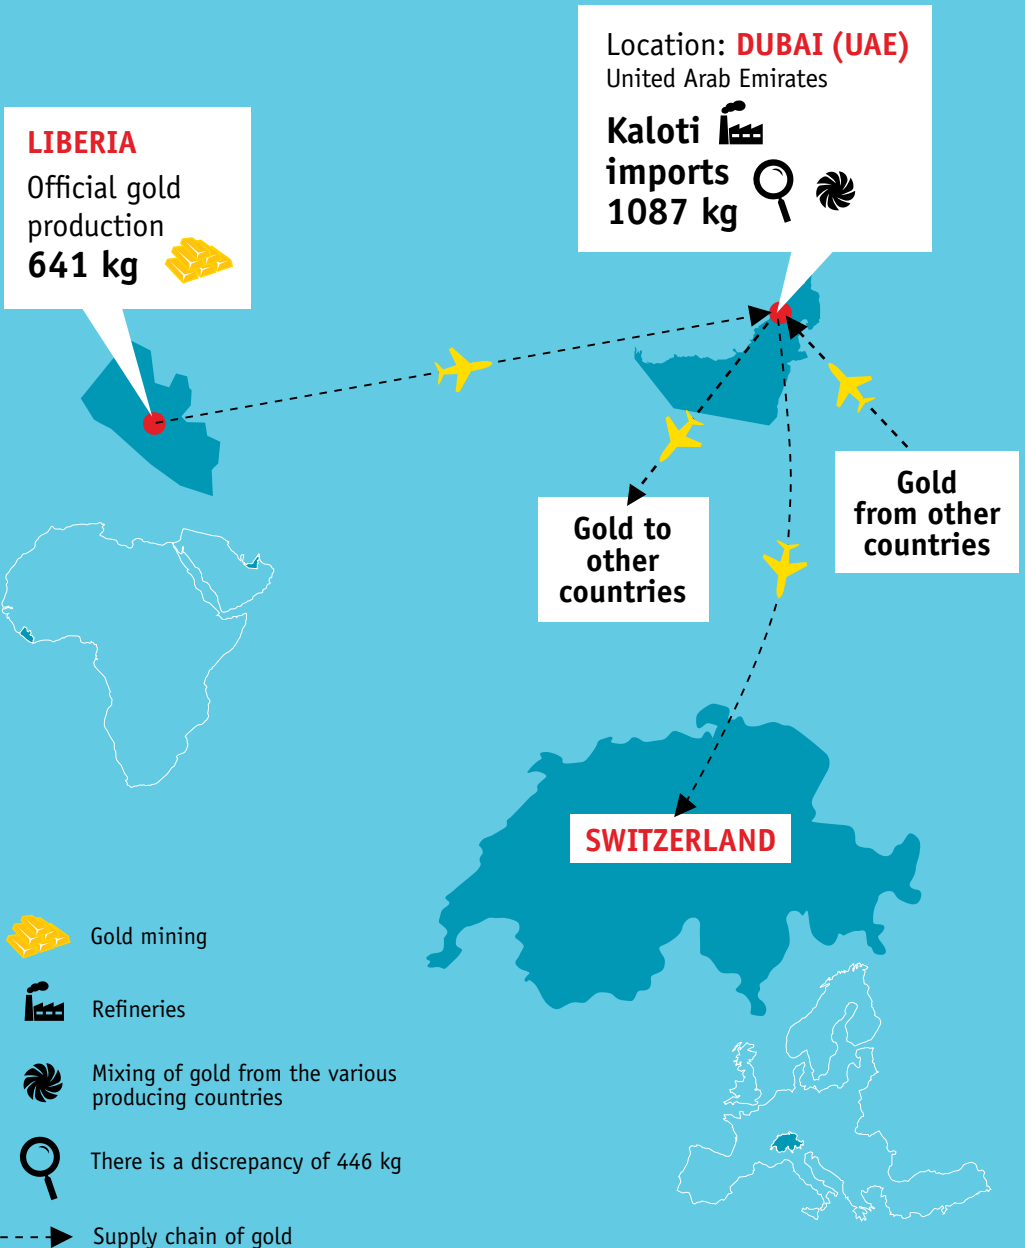 Location: DUBAI (UAE)
United Arab Emirates
Kaloti
imports
1087 kg
LIBERIA
Official gold
production
641 kg
Gold
from other
countries
Gold to
other
countries
SWITZERLAND
Gold mining
Refineries
Mixing of gold from the various
producing countries
There is a discrepancy of 446 kg
Supply chain of gold